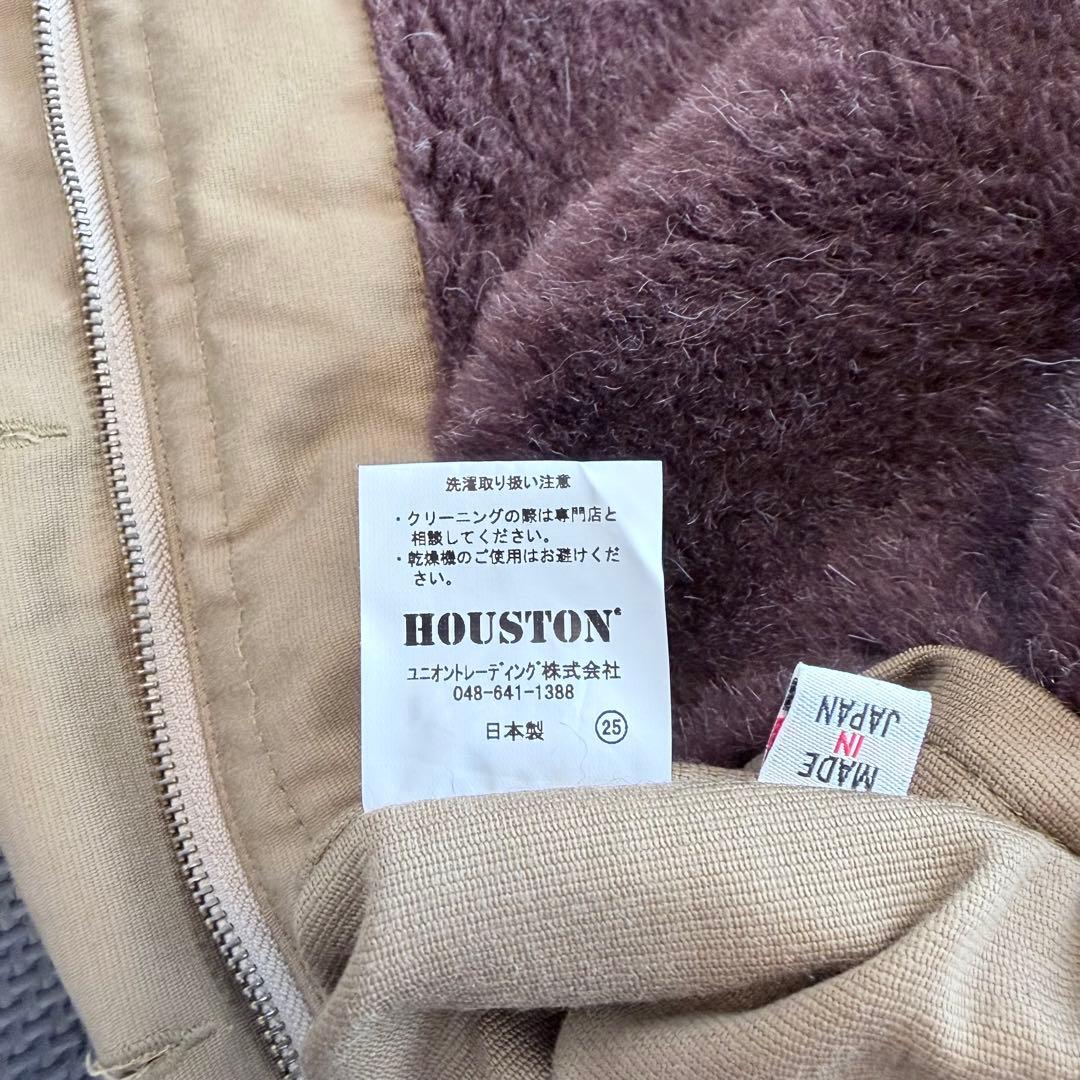 洗濯取り扱い注意
・クリーニングの際は専門店と
相談してください。
・乾燥機のご使用はお避けくだ
さい。
HOUSTON
ユニオントレーディング株式会社
048-641-1388
日本製 ㉕
MADE
IN
JAPAN